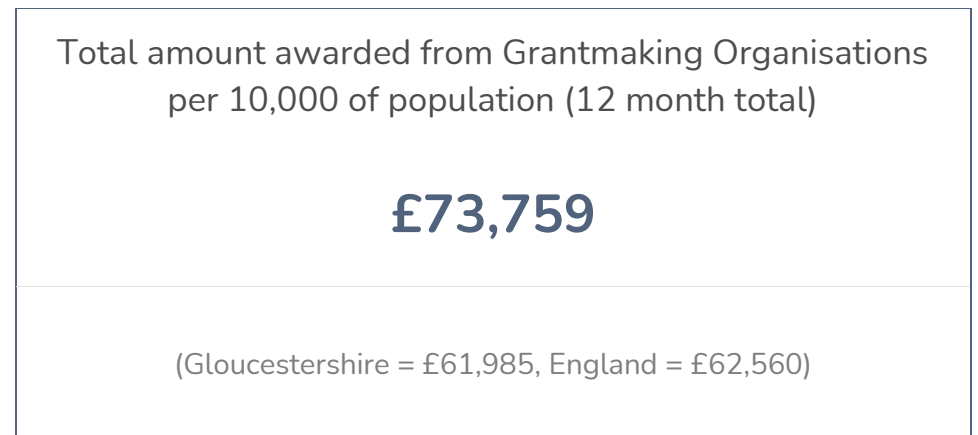 Total amount awarded from Grantmaking Organisations
per 10,000 of population (12 month total)
£73,759
(Gloucestershire = £61,985, England = £62,560)